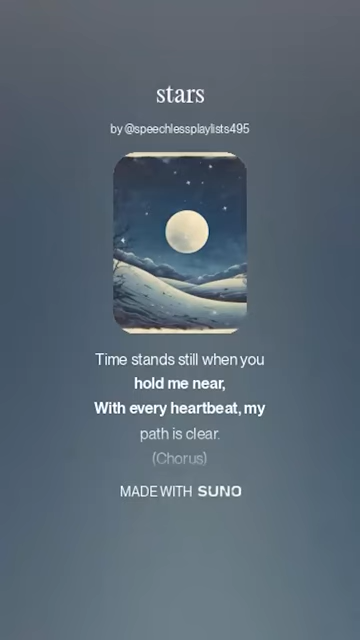 stars
by @speechlessplaylists495
Time stands still when you
hold me near,
With every heartbeat, my
path is clear.
(Chorus)
MADE WITH SUNO